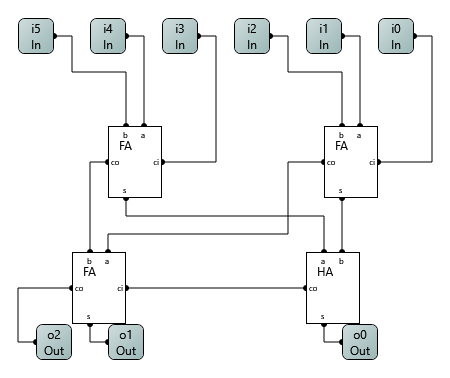 i5 i4 i3 i2 i1 i0
In In In In In In
b a b a
FA FA
co ci co ci
s s
b a a b
FA HA
co ci co
s s
o2 o1 o0
Out Out Out